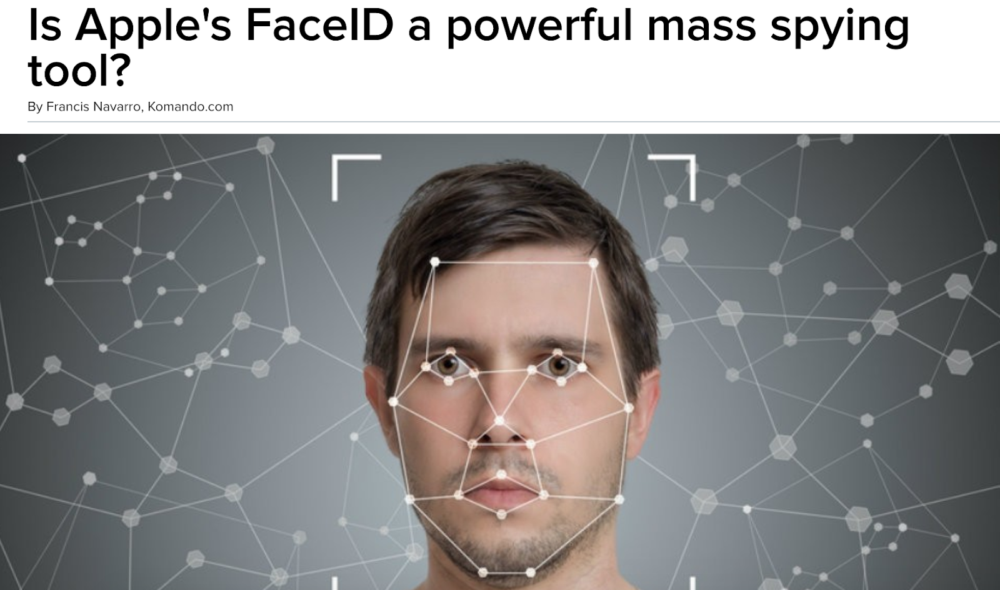 Is Apple's FaceID a powerful mass spying
tool?
By Francis Navarro, Komando.com